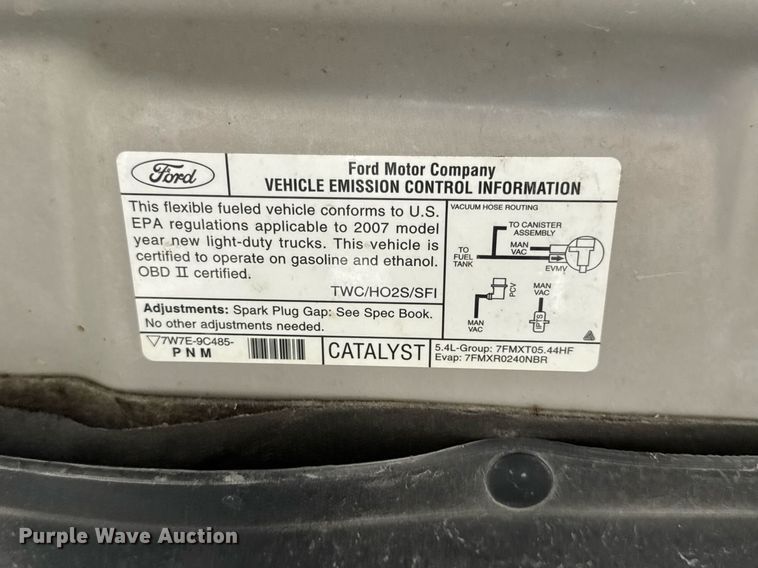 Ford
Ford Motor Company
VEHICLE EMISSION CONTROL INFORMATION
This flexible fueled vehicle conforms to U.S.
EPA regulations applicable to 2007 model
year new light-duty trucks. This vehicle is
certified to operate on gasoline and ethanol.
OBD II certified.
TWC/HO2S/SFI
Adjustments: Spark Plug Gap: See Spec Book.
No other adjustments needed.
VACUUM HOSE ROUTING
TO CANISTER
ASSEMBLY
TO
FUEL
TANK
MAN
VAC
EVMV
PCV
MAN
VAC
MAN
VAC
IPTS
7W7E-9C485-
P N M
CATALYST
5.4L-Group: 7FMXT05.44HF
Evap: 7FMXR0240NBR
Purple Wave Auction